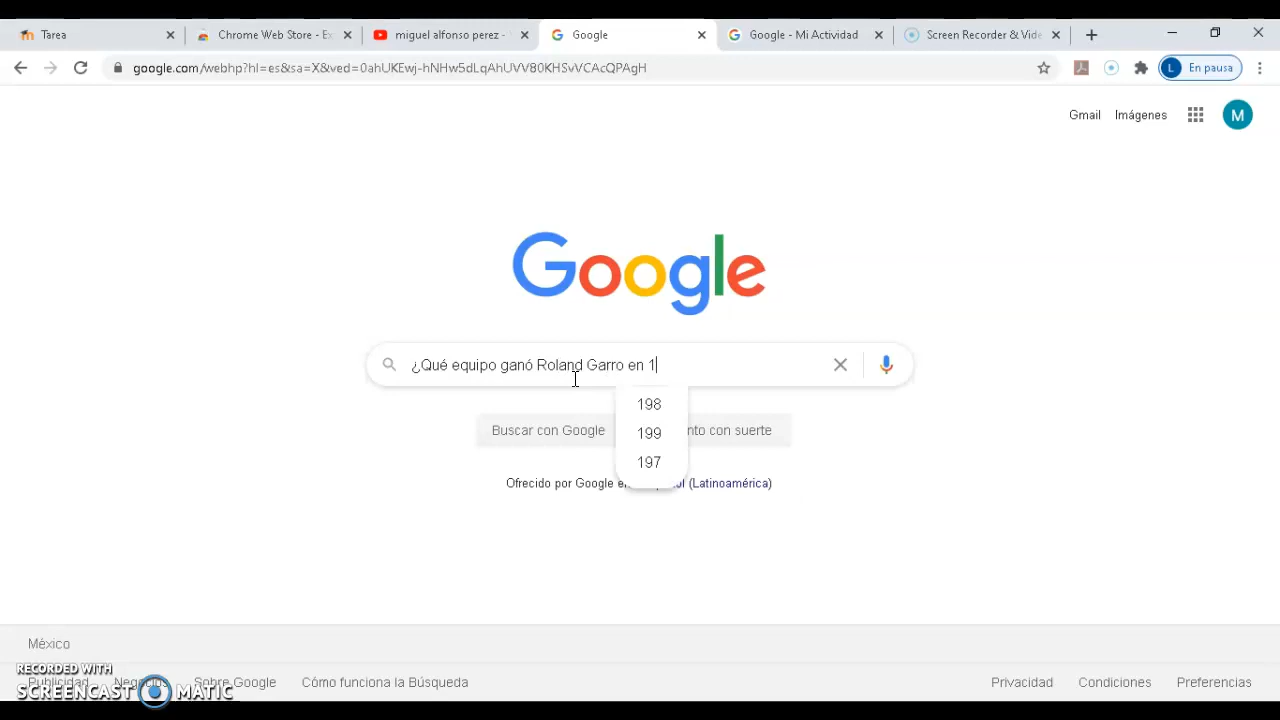 Tarea
Chrome Web Store - Ex
miguel alfonso perez -
Google
Google - Mi Actividad
Screen Recorder & Vide
google.com/webhp?hl=es&sa=X&ved=0ahUKEwi-hNHw5dLqAhUVV80KHSvVCAcQPAgH
L En pausa
Gmail Imágenes M
Google
¿Qué equipo ganó Roland Garro en 1
198
199
197
Buscar con Google nto con suerte
Ofrecido por Google en (Latinoamérica)
México
RECORDED WITH
SCREENCAST MATIC
Publicidad Negocios Sobre Google Cómo funciona la Búsqueda
Privacidad Condiciones Preferencias